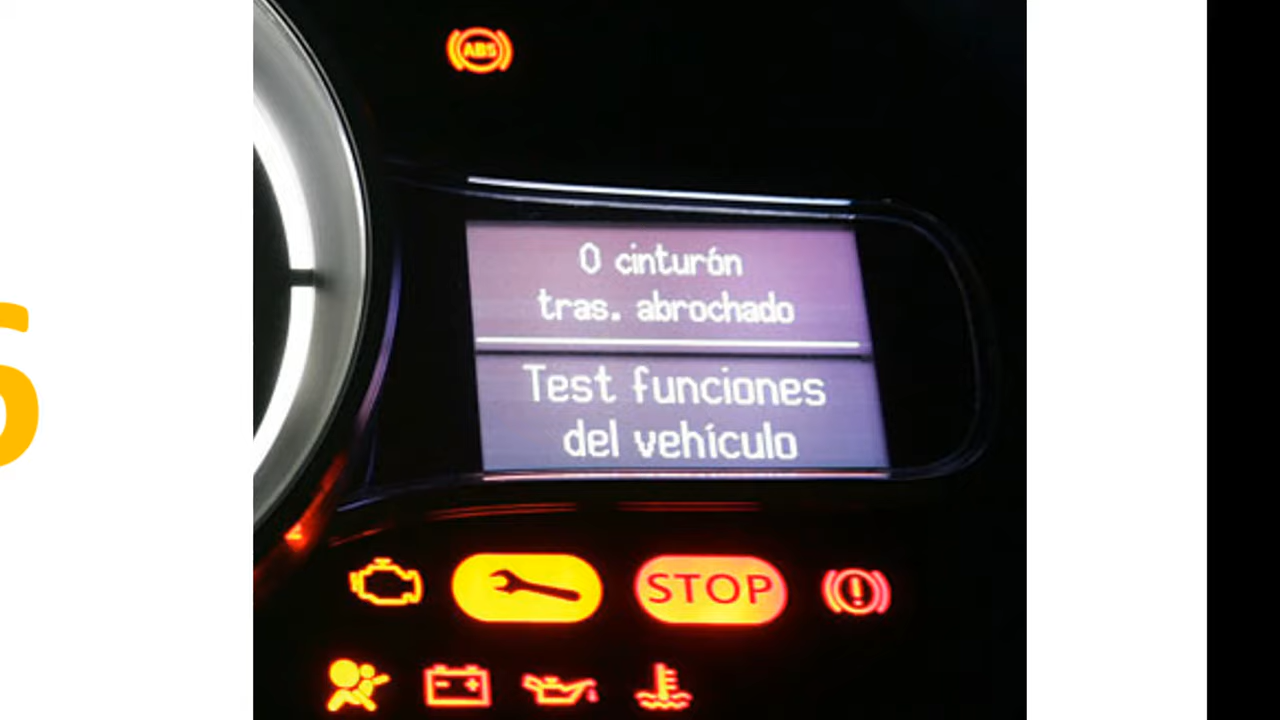 ABS
0 cinturón
tras. abrochado
Test funciones
del vehículo
STOP